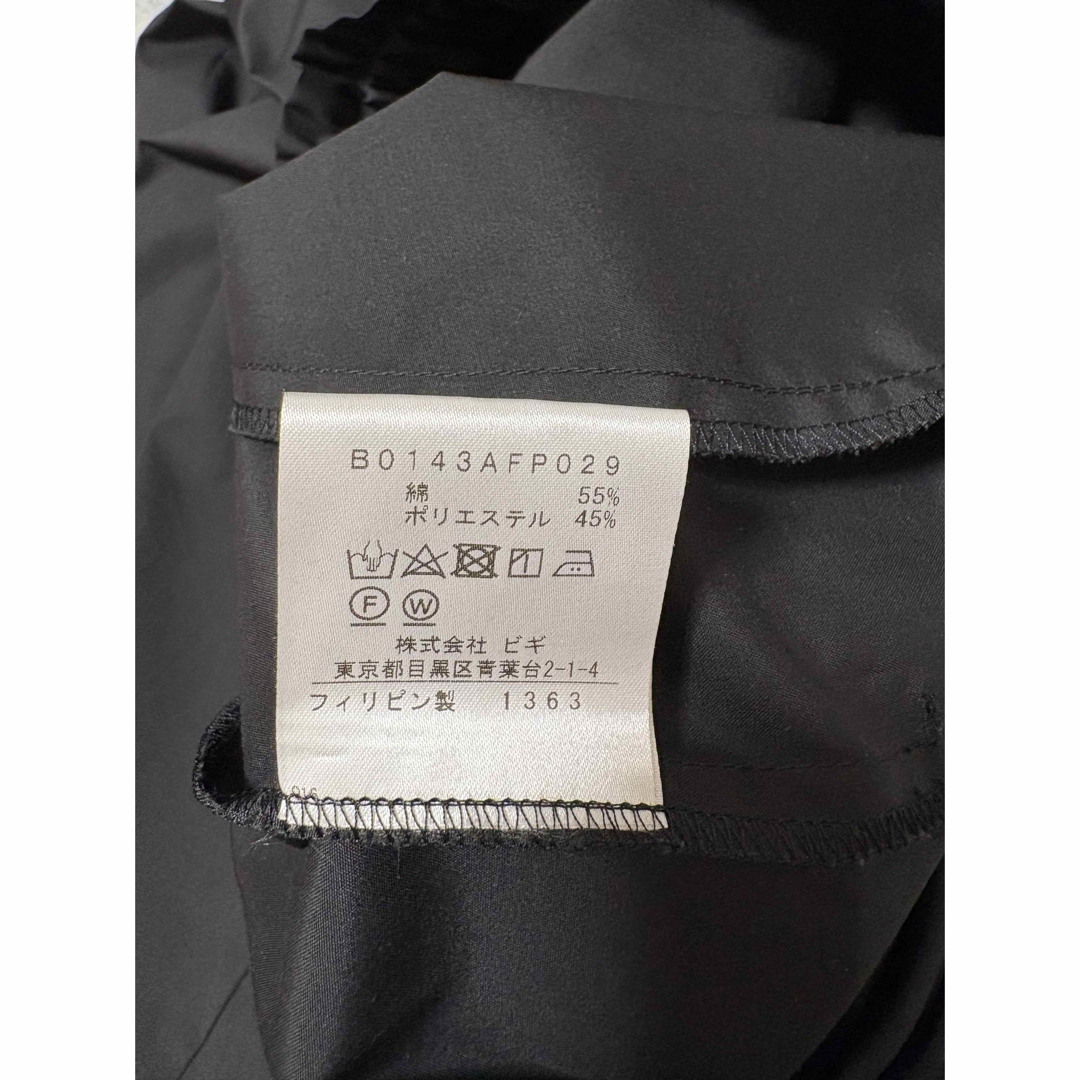 B0143AFP029
綿 55%
ポリエステル 45%
F W
株式会社 ビギ
東京都目黒区青葉台2-1-4
フィリピン製 1363